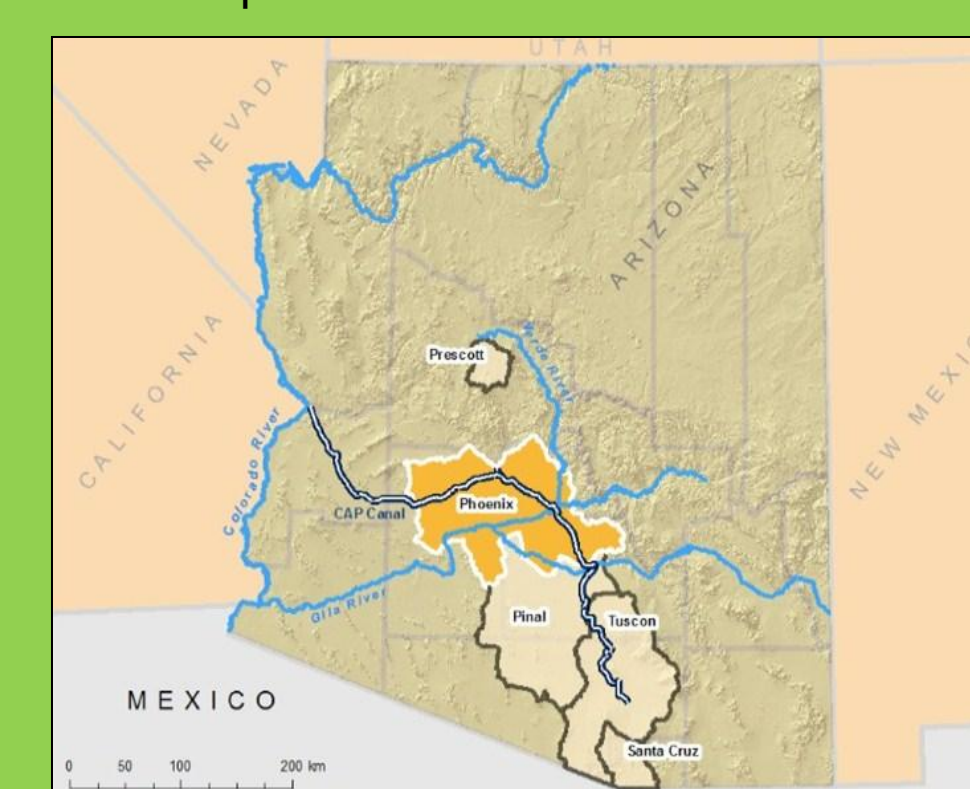 UTAH
NEVADA
ARIZONA
CALIFORNIA
NEW MEXIC
Prescott
Verde River
Colorado River
CAP Canal
Phoenix
Gila River
Pinal
Tuscon
MEXICO
Santa Cruz
0 50 100 200 km